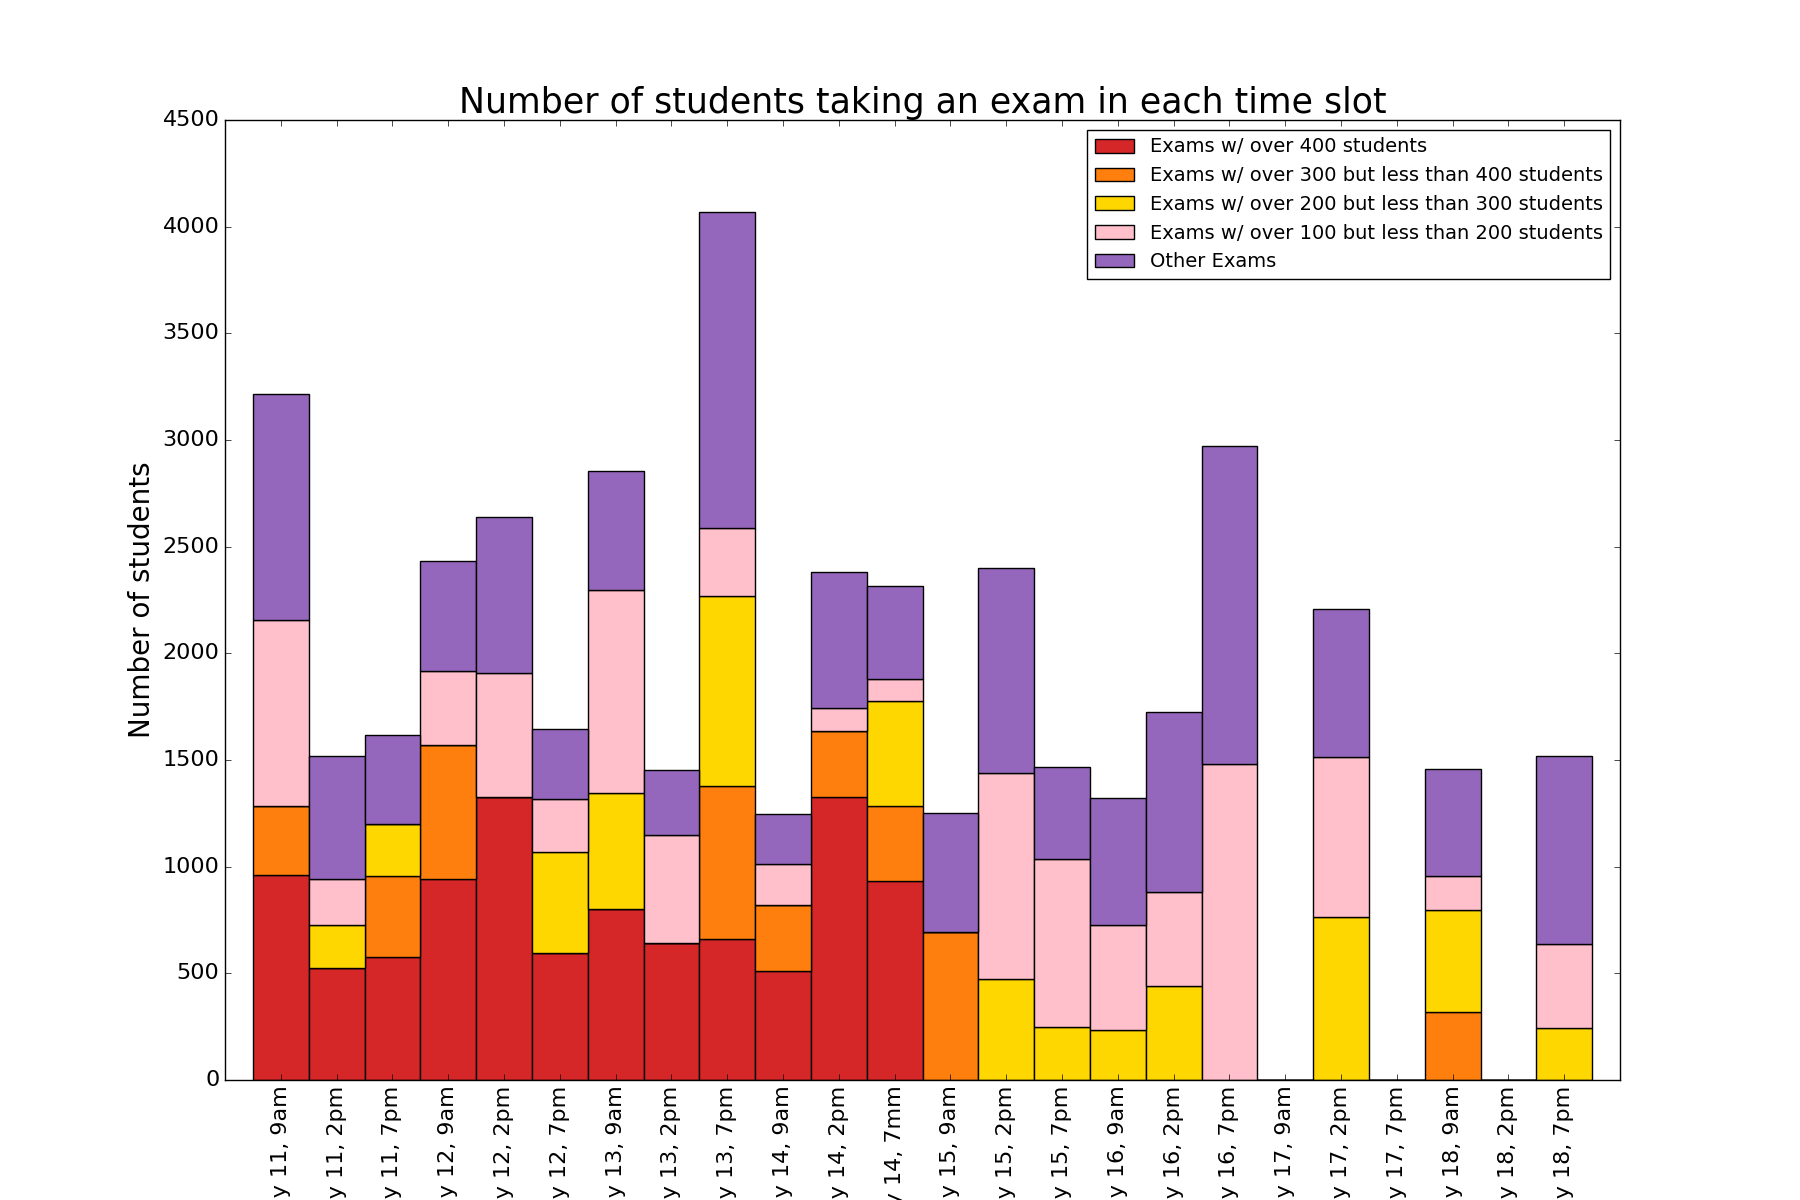 Number of students taking an exam in each time slot
Exams w/ over 400 students
Exams w/ over 300 but less than 400 students
Exams w/ over 200 but less than 300 students
Exams w/ over 100 but less than 200 students
Other Exams
Number of students
4500
4000
3500
3000
2500
2000
1500
1000
500
0
y 11, 9am
y 11, 2pm
y 11, 7pm
y 12, 9am
y 12, 2pm
y 12, 7pm
y 13, 9am
y 13, 2pm
y 13, 7pm
y 14, 9am
y 14, 2pm
y 14, 7mm
y 15, 9am
y 15, 2pm
y 15, 7pm
y 16, 9am
y 16, 2pm
y 16, 7pm
y 17, 9am
y 17, 2pm
y 17, 7pm
y 18, 9am
y 18, 2pm
y 18, 7pm